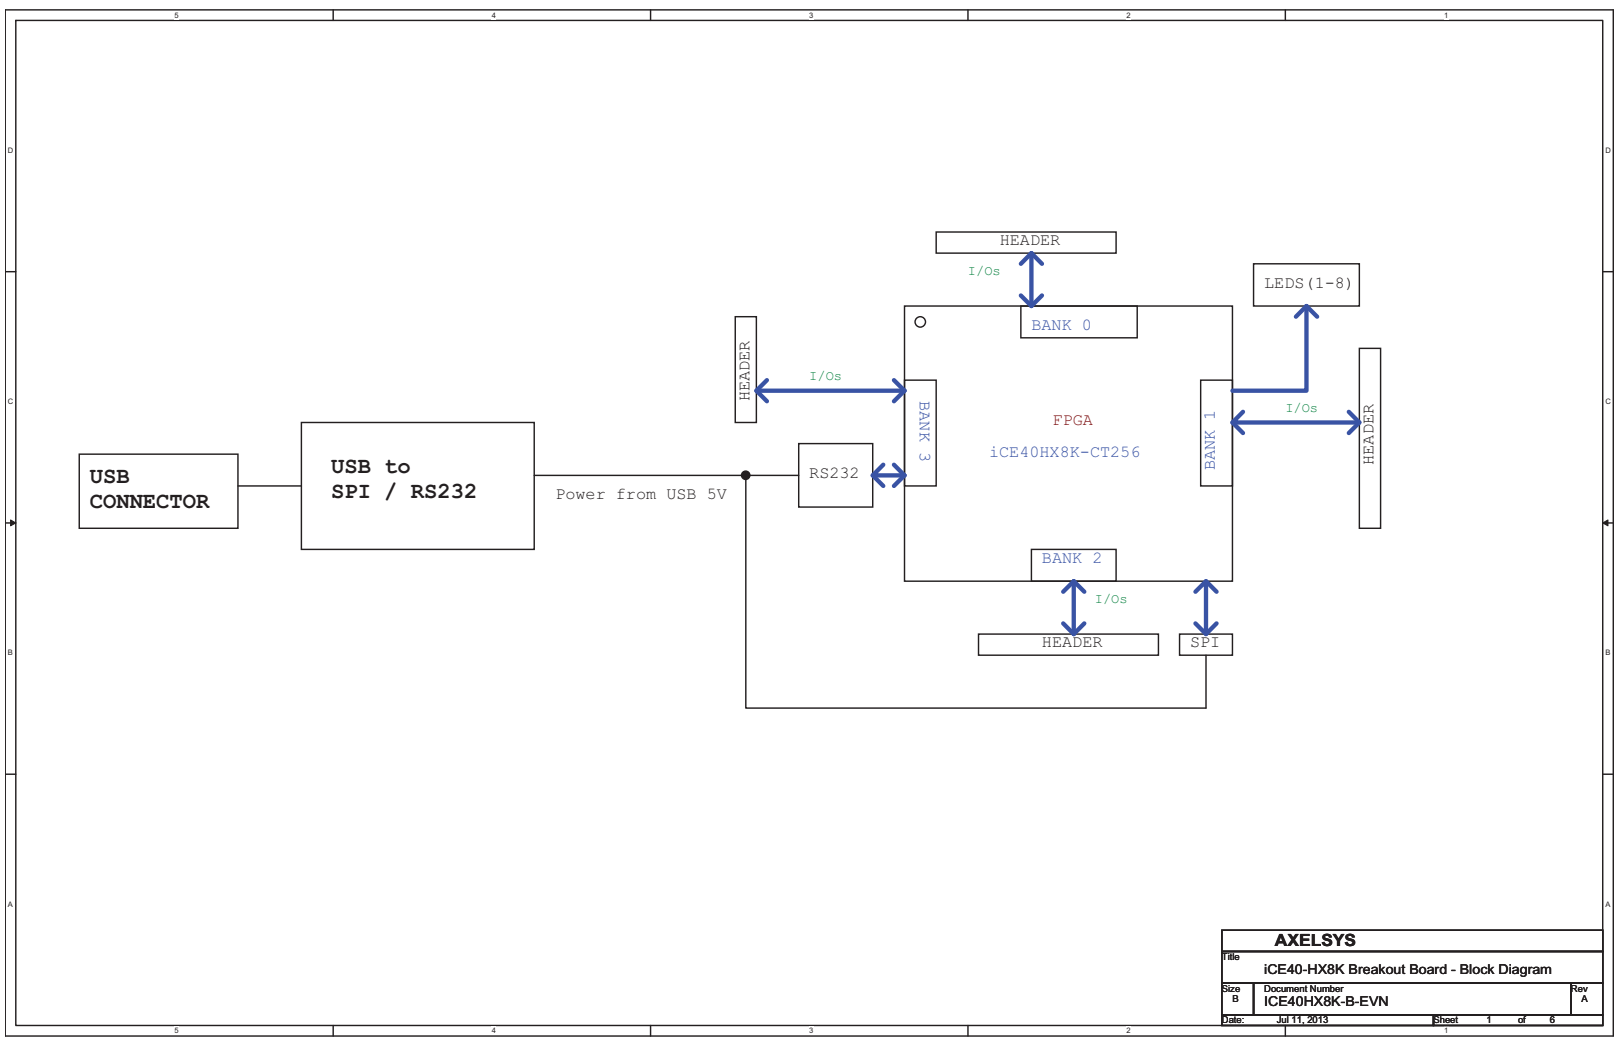 5 4 3 2 1
D D
HEADER
I/Os
LEDS(1-8)
BANK 0
HEADER
I/Os
BANK 3
FPGA
iCE40HX8K-CT256
BANK 1
I/Os
HEADER
C C
USB
CONNECTOR
USB to
SPI / RS232
Power from USB 5V
RS232
BANK 2
I/Os
HEADER
SPI
B B
A A
AXELSYS
Title
iCE40-HX8K Breakout Board - Block Diagram
Size
B
Document Number
ICE40HX8K-B-EVN
Rev
A
Date: Jul 11, 2013 Sheet 1 of 6
5 4 3 2 1